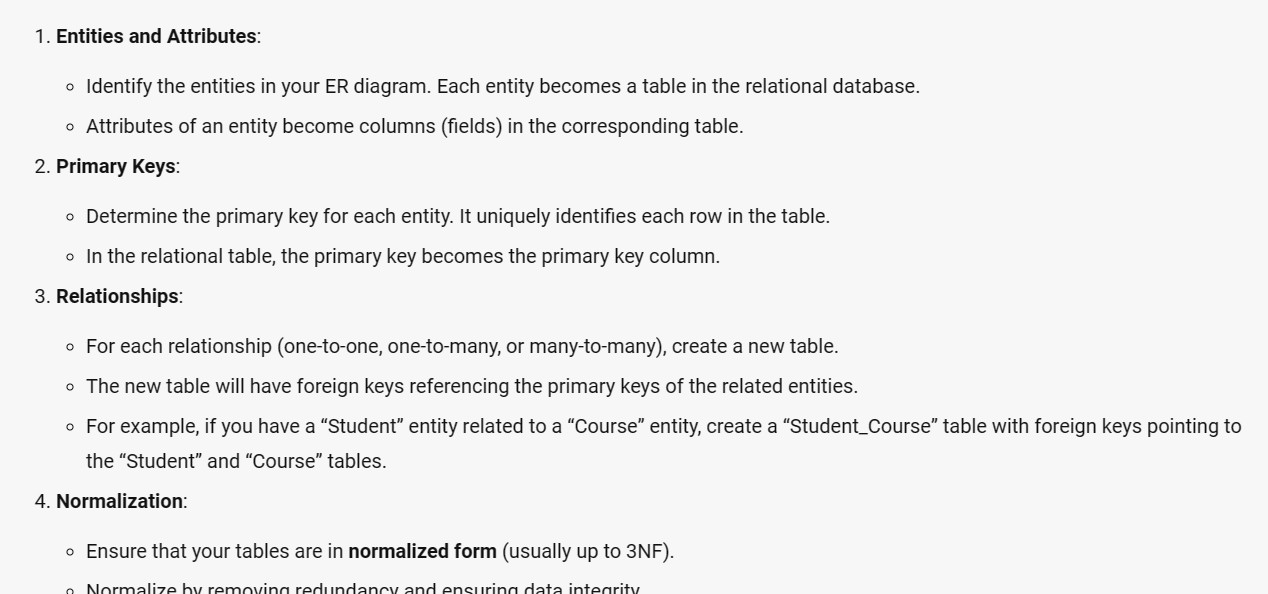 1. Entities and Attributes:
◦ Identify the entities in your ER diagram. Each entity becomes a table in the relational database.
◦ Attributes of an entity become columns (fields) in the corresponding table.
2. Primary Keys:
◦ Determine the primary key for each entity. It uniquely identifies each row in the table.
◦ In the relational table, the primary key becomes the primary key column.
3. Relationships:
◦ For each relationship (one-to-one, one-to-many, or many-to-many), create a new table.
◦ The new table will have foreign keys referencing the primary keys of the related entities.
◦ For example, if you have a “Student” entity related to a “Course” entity, create a “Student_Course” table with foreign keys pointing to
the “Student” and “Course” tables.
4. Normalization:
◦ Ensure that your tables are in normalized form (usually up to 3NF).
◦ Normalize by removing redundancy and ensuring data integrity.